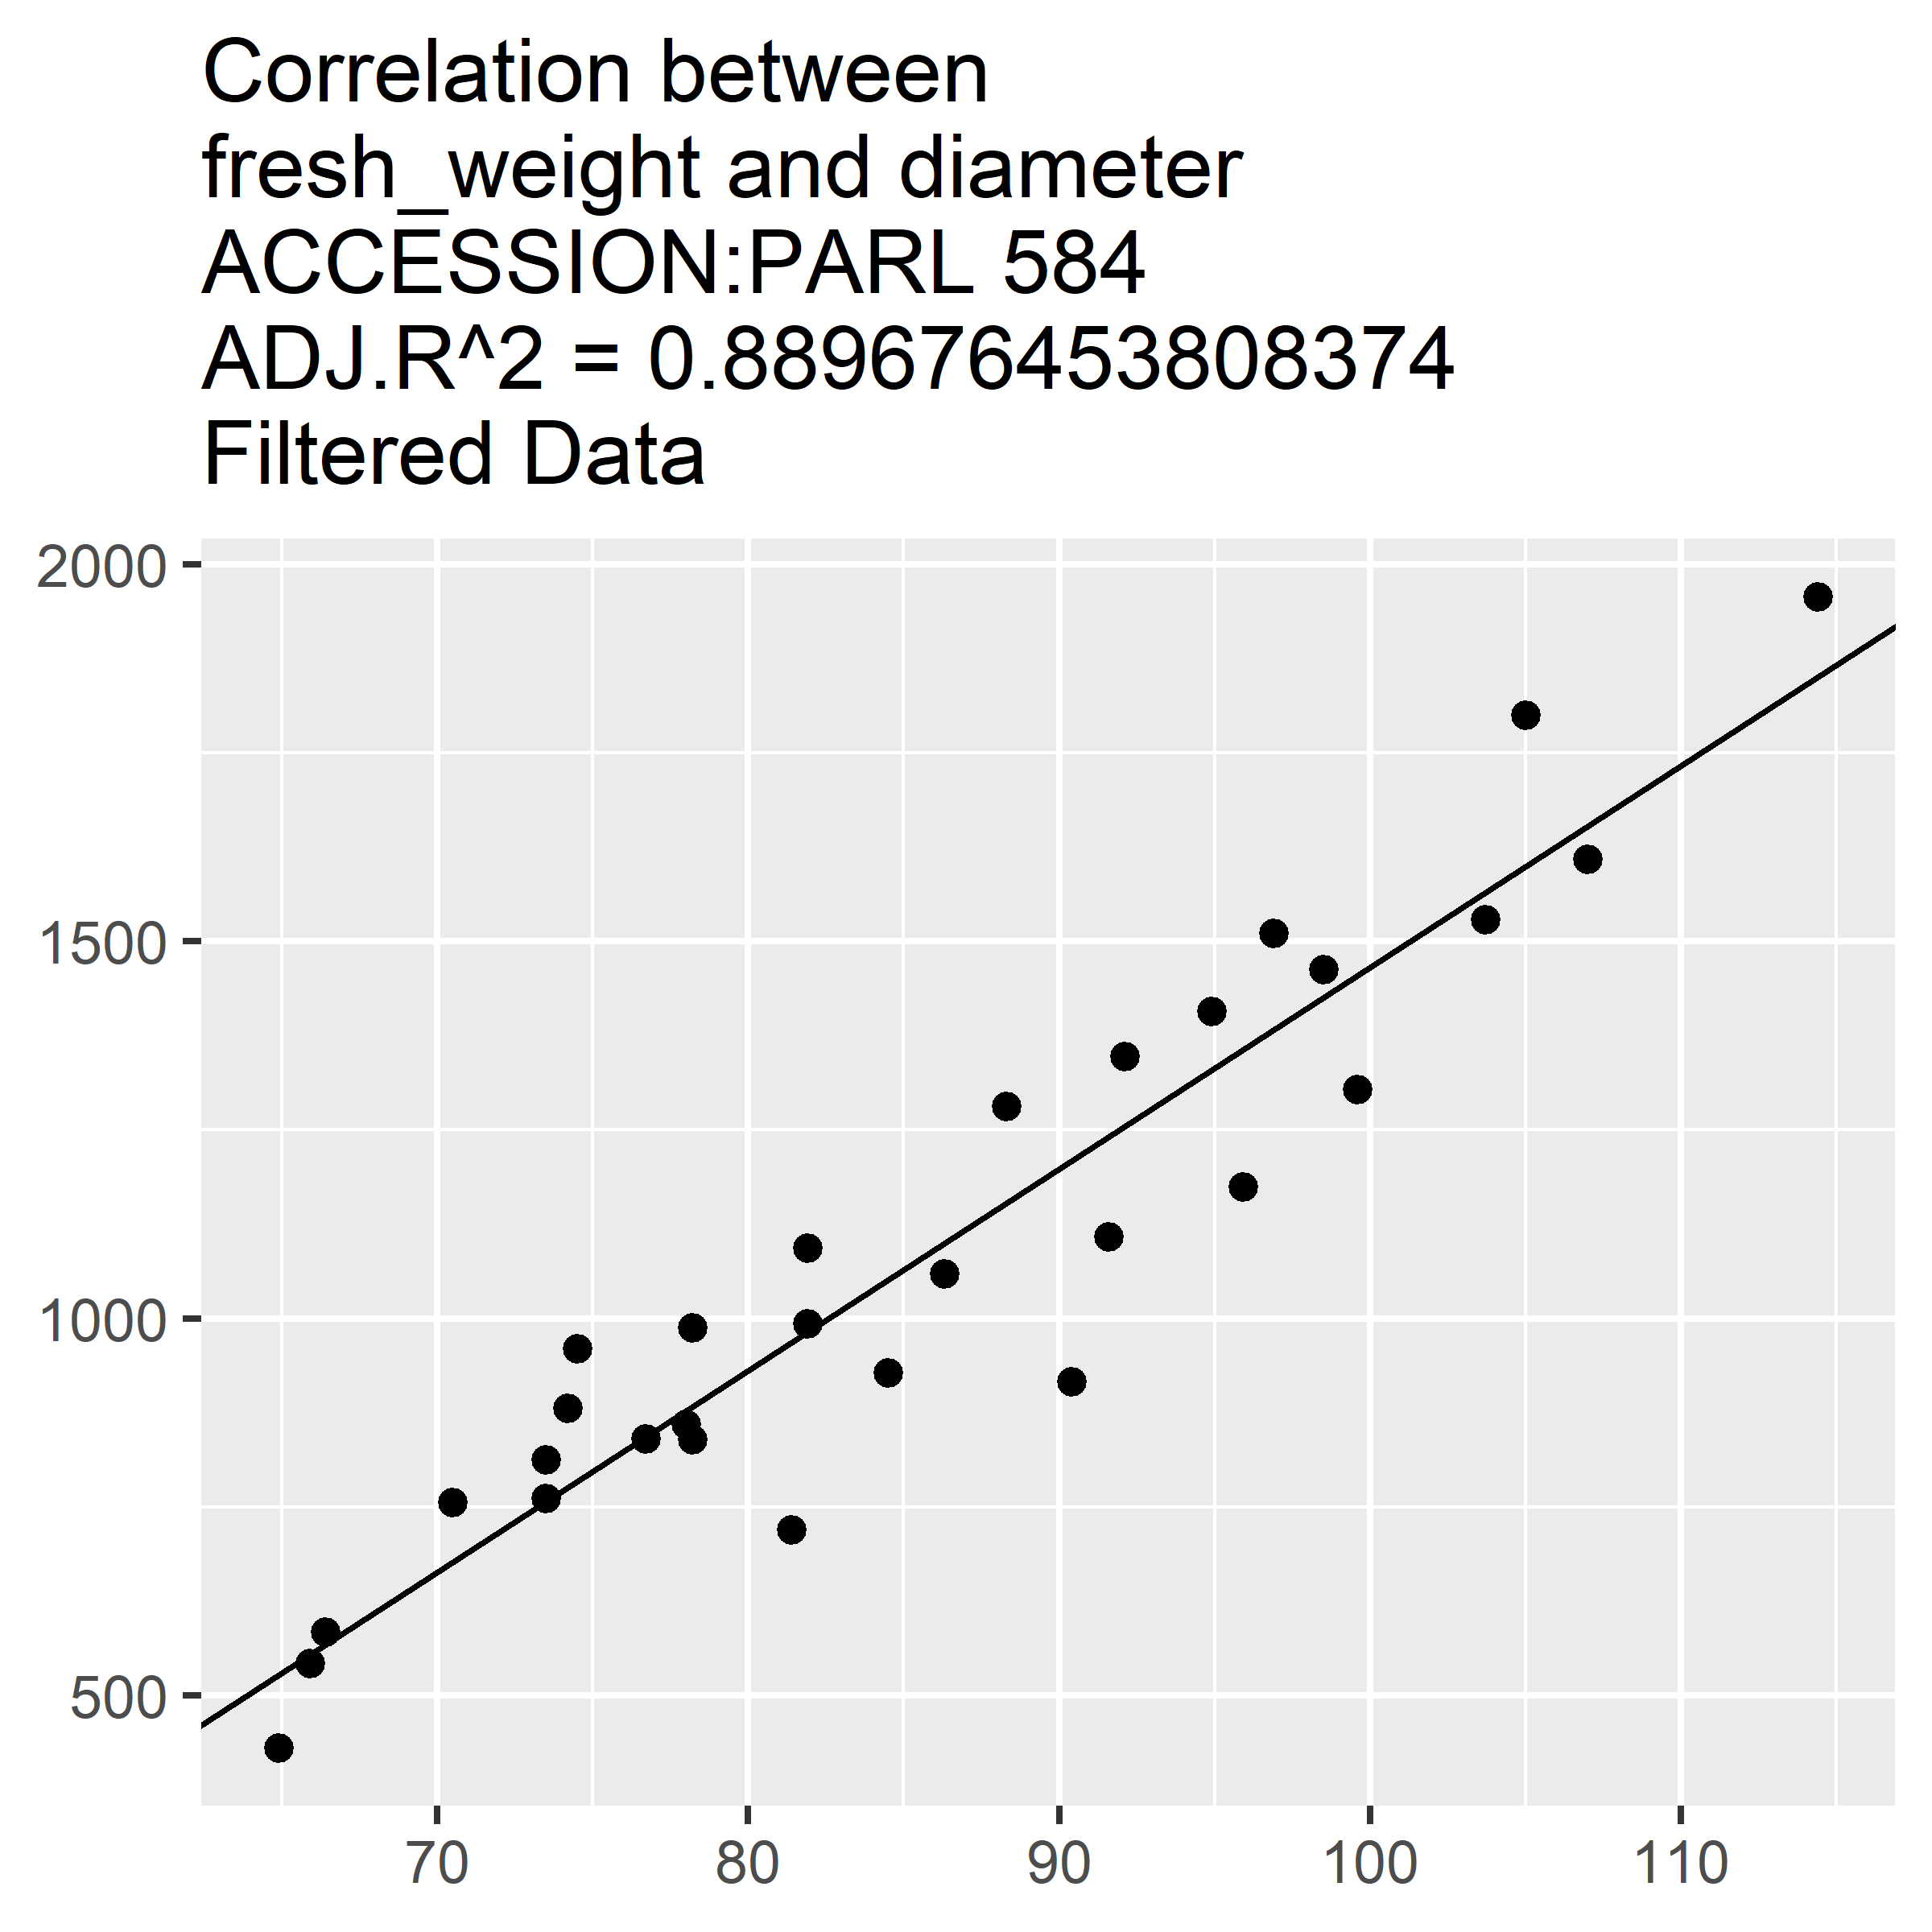 Correlation between
fresh_weight and diameter
ACCESSION:PARL 584
ADJ.R^2 = 0.889676453808374
Filtered Data
2000
1500
1000
500
70 80 90 100 110